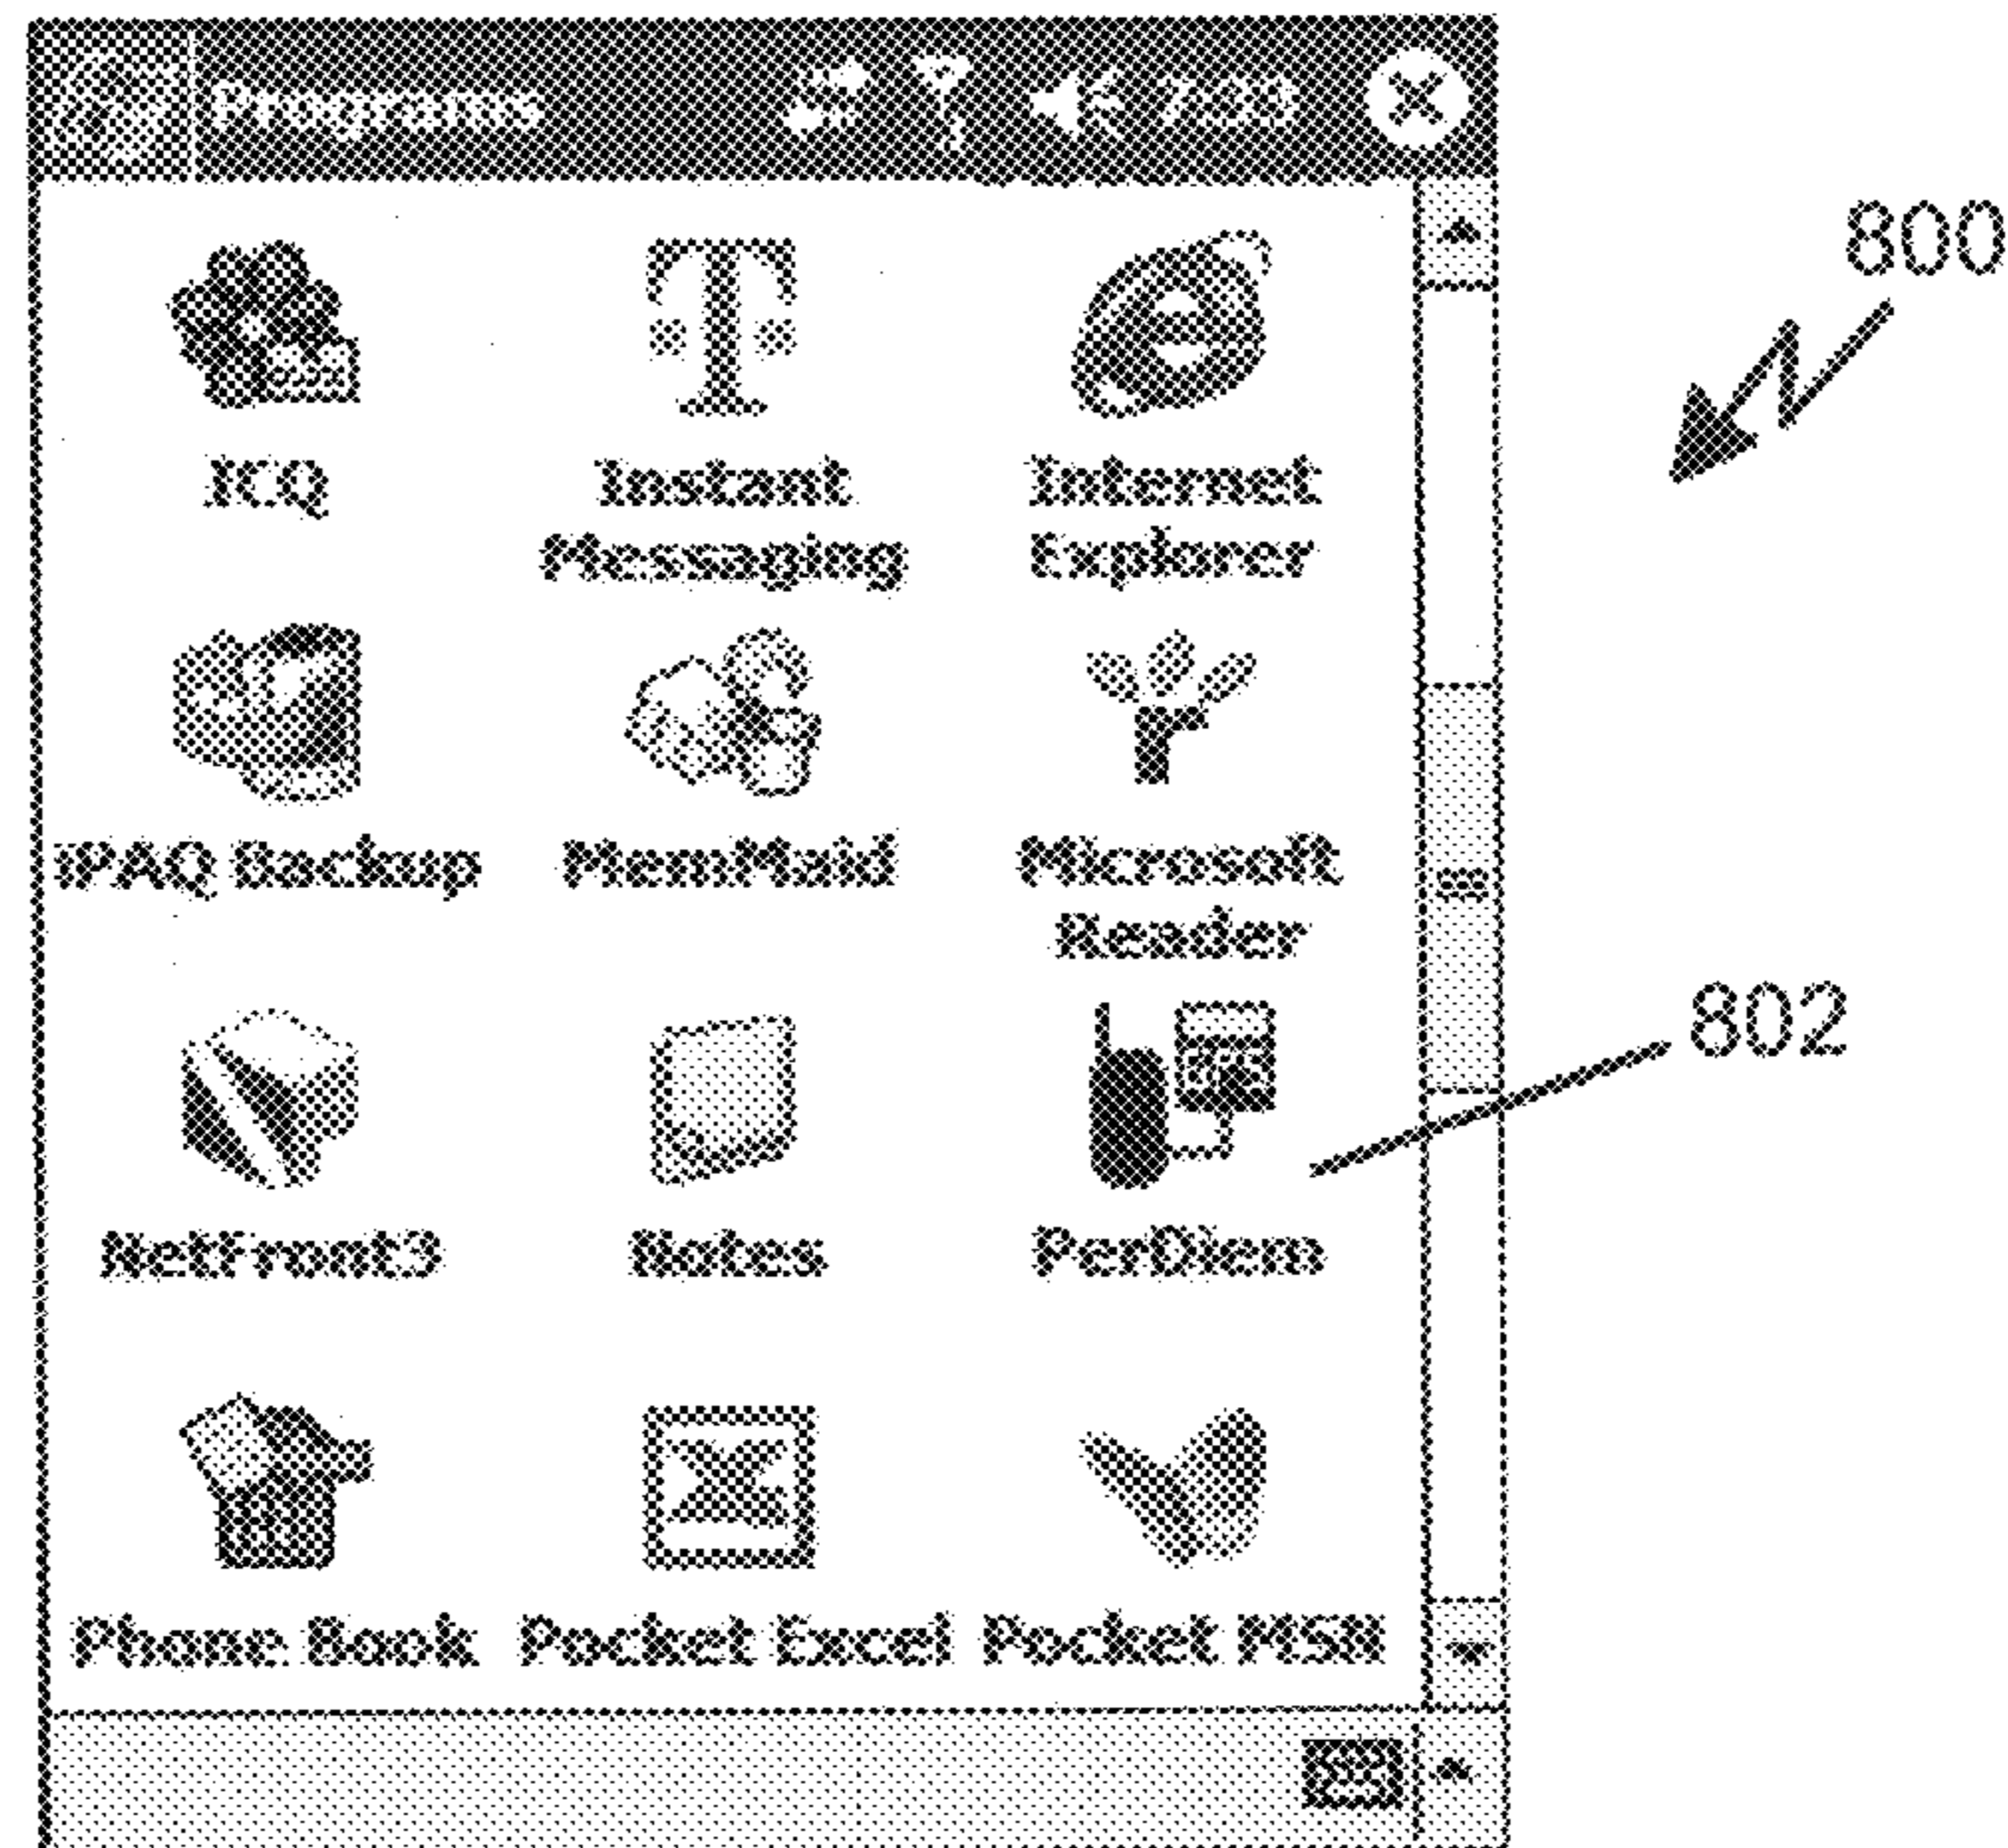 Programs
800
ICQ Instant Messaging Internet Explorer
iPAQ Backup MemMaid Microsoft Reader
802
NetFront3 Notes PerDiem
Phone Book Pocket Excel Pocket MSN